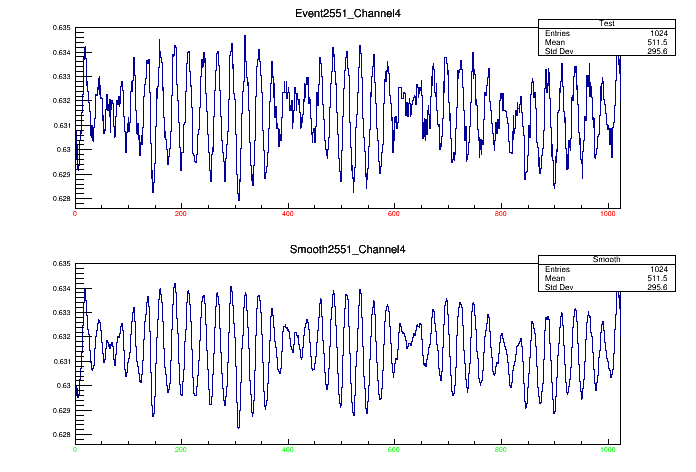 Event2551_Channel4
Test
Entries 1024
Mean 511.5
Std Dev 295.6
0.635
0.634
0.633
0.632
0.631
0.63
0.629
0.628
0 200 400 600 800 1000
Smooth2551_Channel4
Smooth
Entries 1024
Mean 511.5
Std Dev 295.6
0.635
0.634
0.633
0.632
0.631
0.63
0.629
0.628
0 200 400 600 800 1000